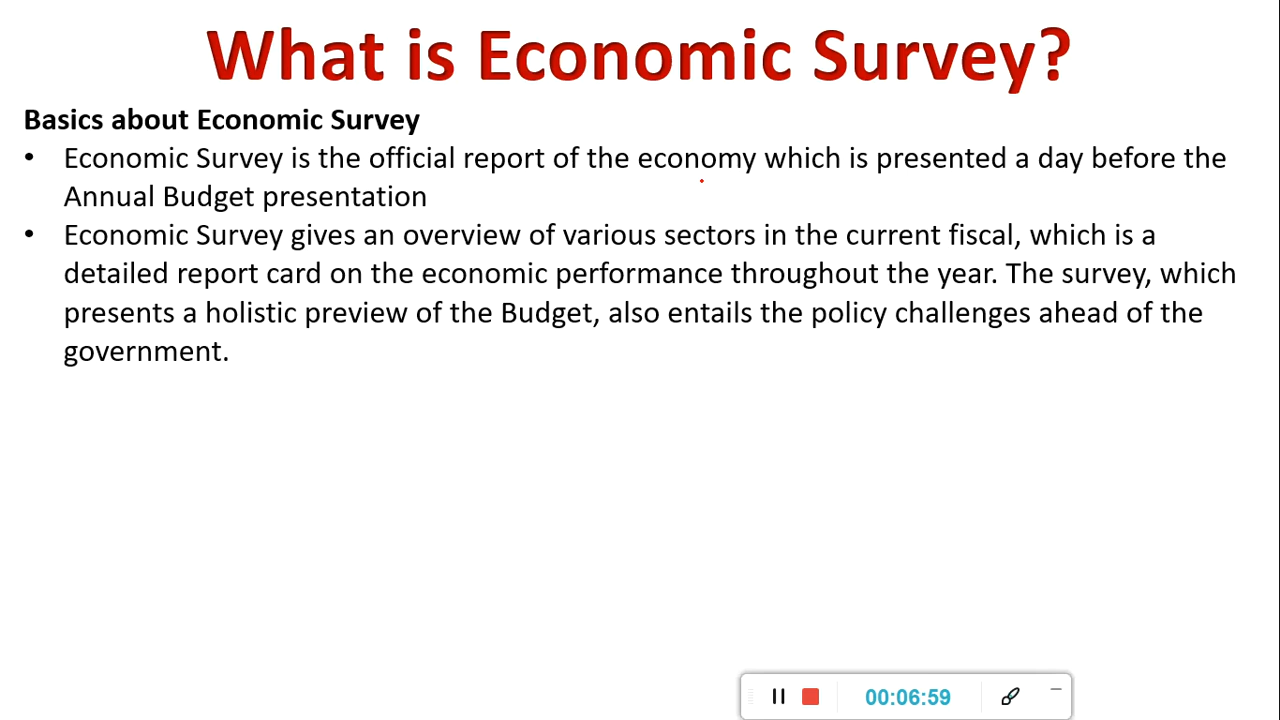 What is Economic Survey?
Basics about Economic Survey
• Economic Survey is the official report of the economy which is presented a day before the
Annual Budget presentation
• Economic Survey gives an overview of various sectors in the current fiscal, which is a
detailed report card on the economic performance throughout the year. The survey, which
presents a holistic preview of the Budget, also entails the policy challenges ahead of the
government.
00:06:59